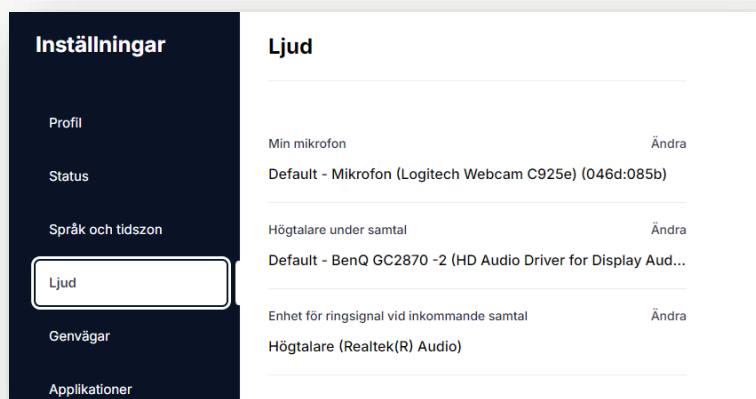 Inställningar
Profil
Status
Språk och tidszon
Ljud
Genvägar
Applikationer
Ljud
Min mikrofon Ändra
Default - Mikrofon (Logitech Webcam C925e) (046d:085b)
Högtalare under samtal Ändra
Default - BenQ GC2870 -2 (HD Audio Driver for Display Aud...
Enhet för ringsignal vid inkommande samtal Ändra
Högtalare (Realtek(R) Audio)